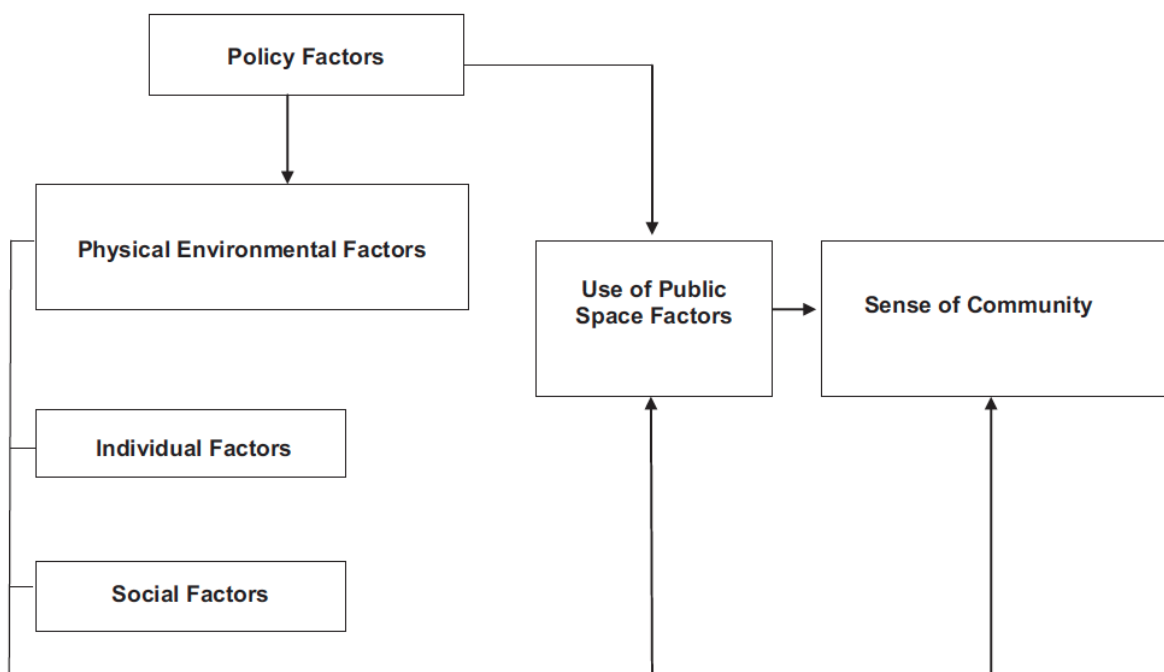 Policy Factors
Physical Environmental Factors
Use of Public
Space Factors
Sense of Community
Individual Factors
Social Factors